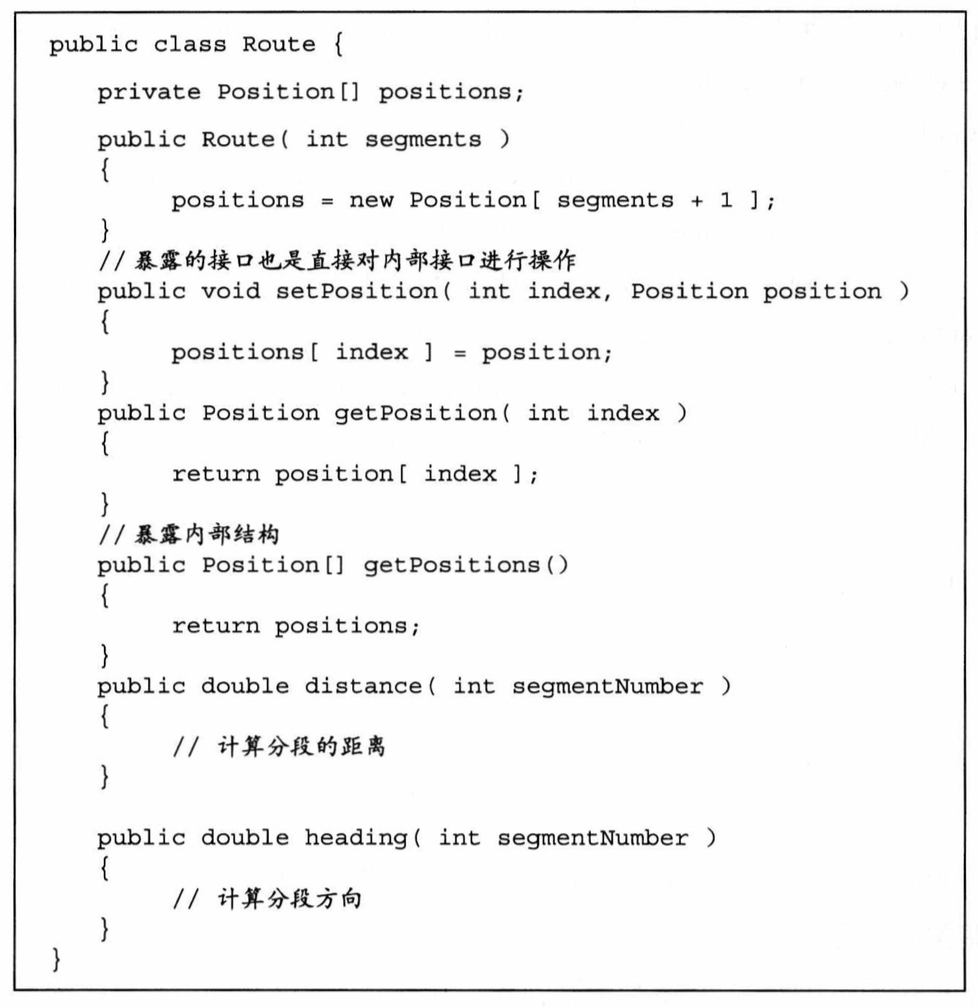 public class Route {
private Position[] positions;
public Route( int segments )
{
positions = new Position[ segments + 1 ];
}
//暴露的接口也是直接对内部接口进行操作
public void setPosition( int index, Position position )
{
positions[ index ] = position;
}
public Position getPosition( int index )
{
return position[ index ];
}
//暴露内部结构
public Position[] getPositions()
{
return positions;
}
public double distance( int segmentNumber )
{
// 计算分段的距离
}
public double heading( int segmentNumber )
{
// 计算分段方向
}
}